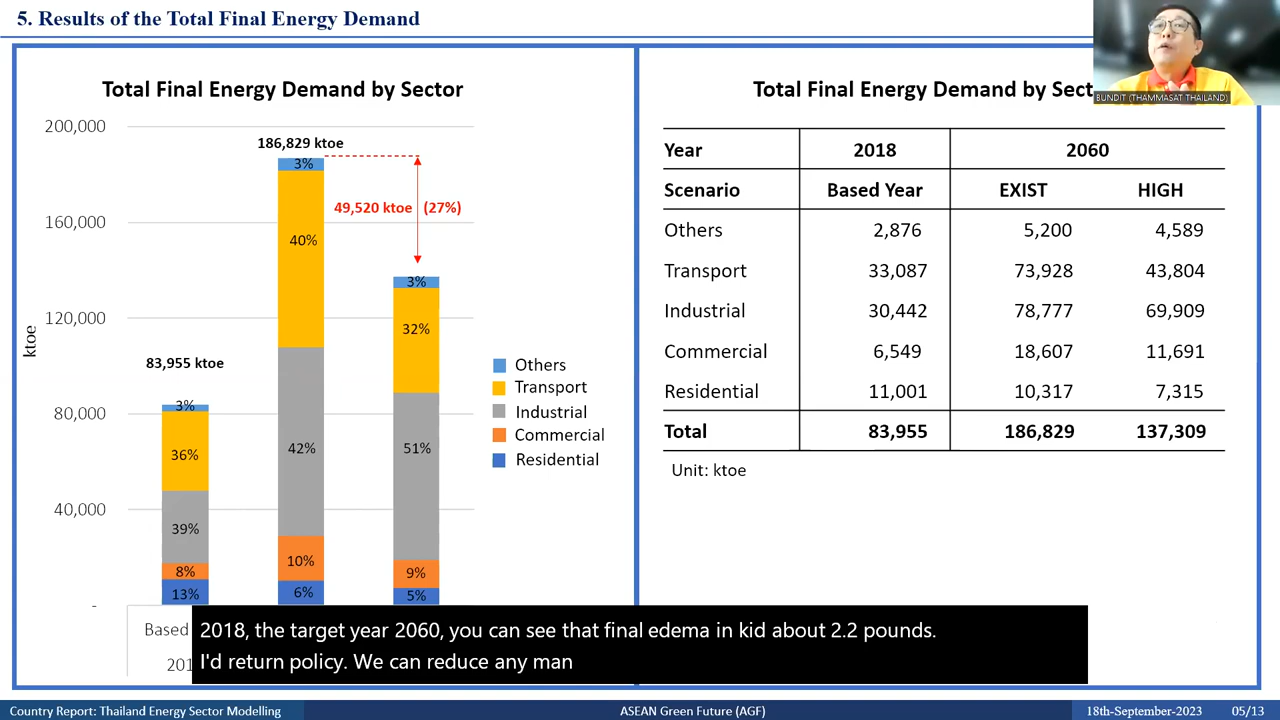 5. Results of the Total Final Energy Demand
BUNDIT (THAMMASAT THAILAND)
Total Final Energy Demand by Sector
200,000
160,000
120,000
80,000
40,000
-
ktoe
83,955 ktoe
3%
36%
39%
8%
13%
186,829 ktoe
3%
40%
42%
10%
6%
49,520 ktoe (27%)
3%
32%
51%
9%
5%
Others
Transport
Industrial
Commercial
Residential
Based
201
Total Final Energy Demand by Sect
Year 2018 2060
Scenario Based Year EXIST HIGH
Others 2,876 5,200 4,589
Transport 33,087 73,928 43,804
Industrial 30,442 78,777 69,909
Commercial 6,549 18,607 11,691
Residential 11,001 10,317 7,315
Total 83,955 186,829 137,309
Unit: ktoe
2018, the target year 2060, you can see that final edema in kid about 2.2 pounds.
I'd return policy. We can reduce any man
Country Report: Thailand Energy Sector Modelling
ASEAN Green Future (AGF)
18th-September-2023
05/13